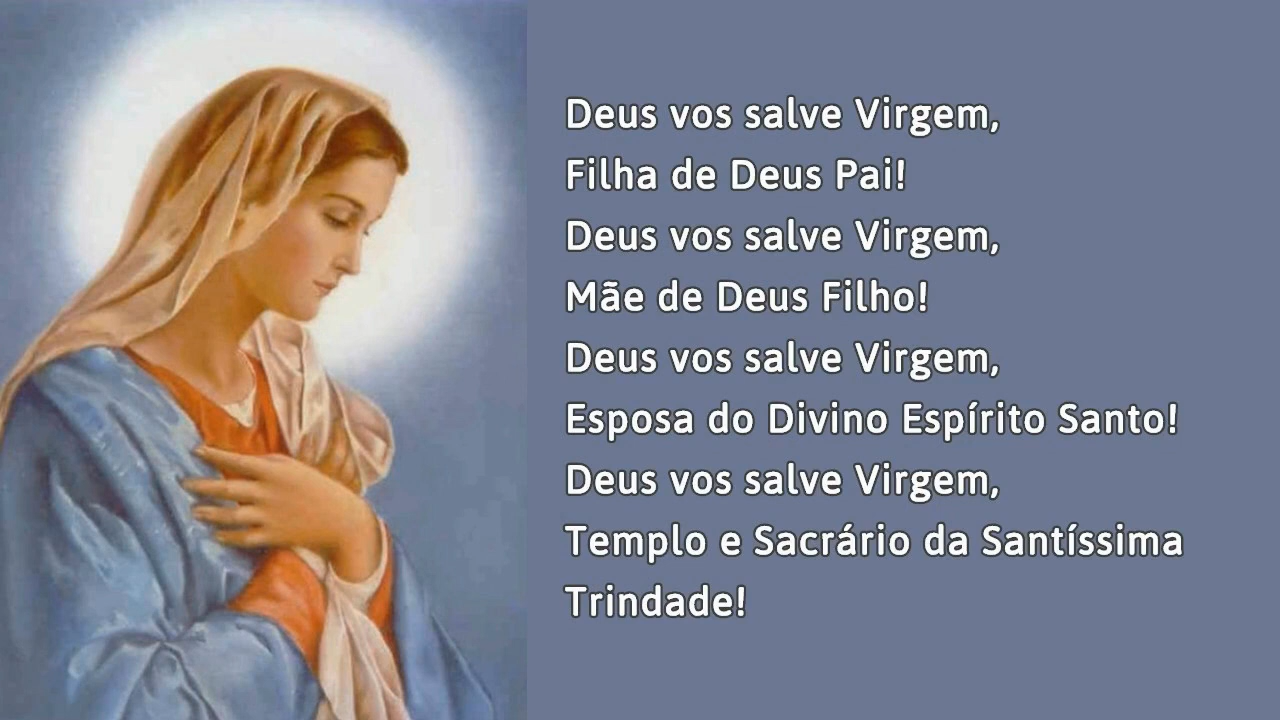 Deus vos salve Virgem,
Filha de Deus Pai!
Deus vos salve Virgem,
Mãe de Deus Filho!
Deus vos salve Virgem,
Esposa do Divino Espírito Santo!
Deus vos salve Virgem,
Templo e Sacrário da Santíssima
Trindade!